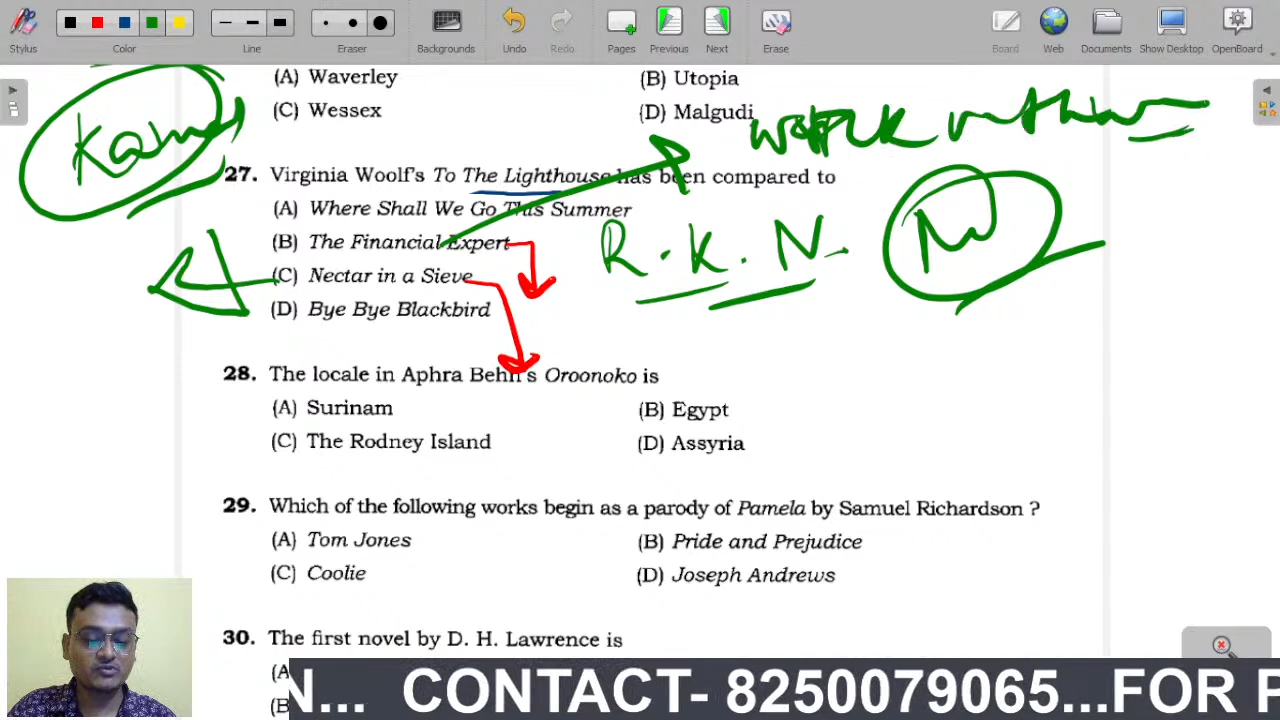 Stylus
Color
Line
Eraser
Backgrounds
Undo
Redo
Pages
Previous
Next
Erase
Board
Web
Documents
Show Desktop
OpenBoard
(A) Waverley (B) Utopia
(C) Wessex (D) Malgudi
27. Virginia Woolf's To The Lighthouse has been compared to
(A) Where Shall We Go This Summer
(B) The Financial Expert
R.K.N.
(C) Nectar in a Sieve
(D) Bye Bye Blackbird
28. The locale in Aphra Behn's Oroonoko is
(A) Surinam (B) Egypt
(C) The Rodney Island (D) Assyria
29. Which of the following works begin as a parody of Pamela by Samuel Richardson ?
(A) Tom Jones (B) Pride and Prejudice
(C) Coolie (D) Joseph Andrews
30. The first novel by D. H. Lawrence is
(A
(B
N... CONTACT- 8250079065...FOR P